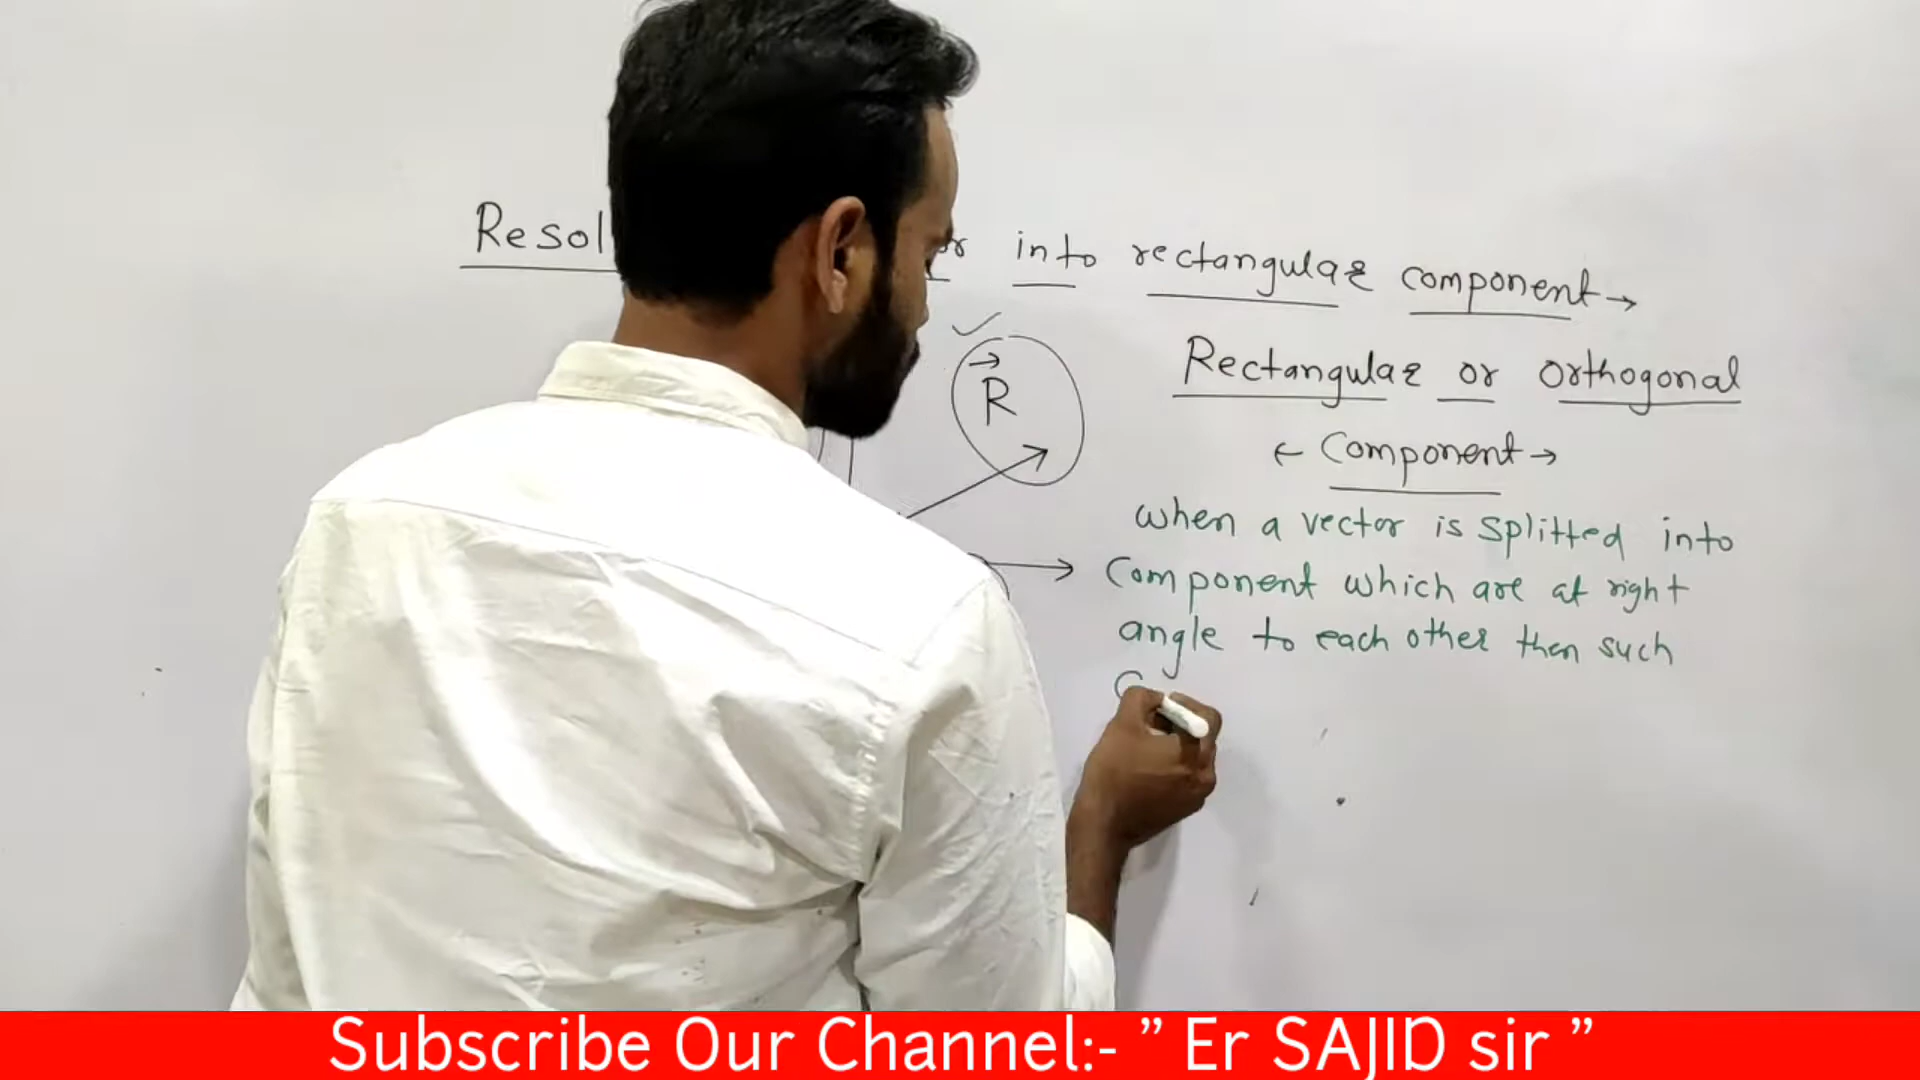 Resol into rectangular component→
R
Rectangular or Orthogonal
← Component →
when a vector is splitted into
Component which are at right
angle to each other then such
C
Subscribe Our Channel:- ” Er SAJID sir ”